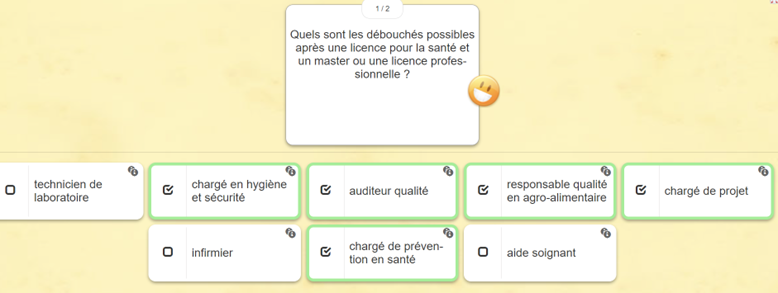 1 / 2
Quels sont les débouchés possibles
après une licence pour la santé et
un master ou une licence profes-
sionnelle ?
technicien de
laboratoire
chargé en hygiène
et sécurité
auditeur qualité
responsable qualité
en agro-alimentaire
chargé de projet
infirmier
chargé de préven-
tion en santé
aide soignant